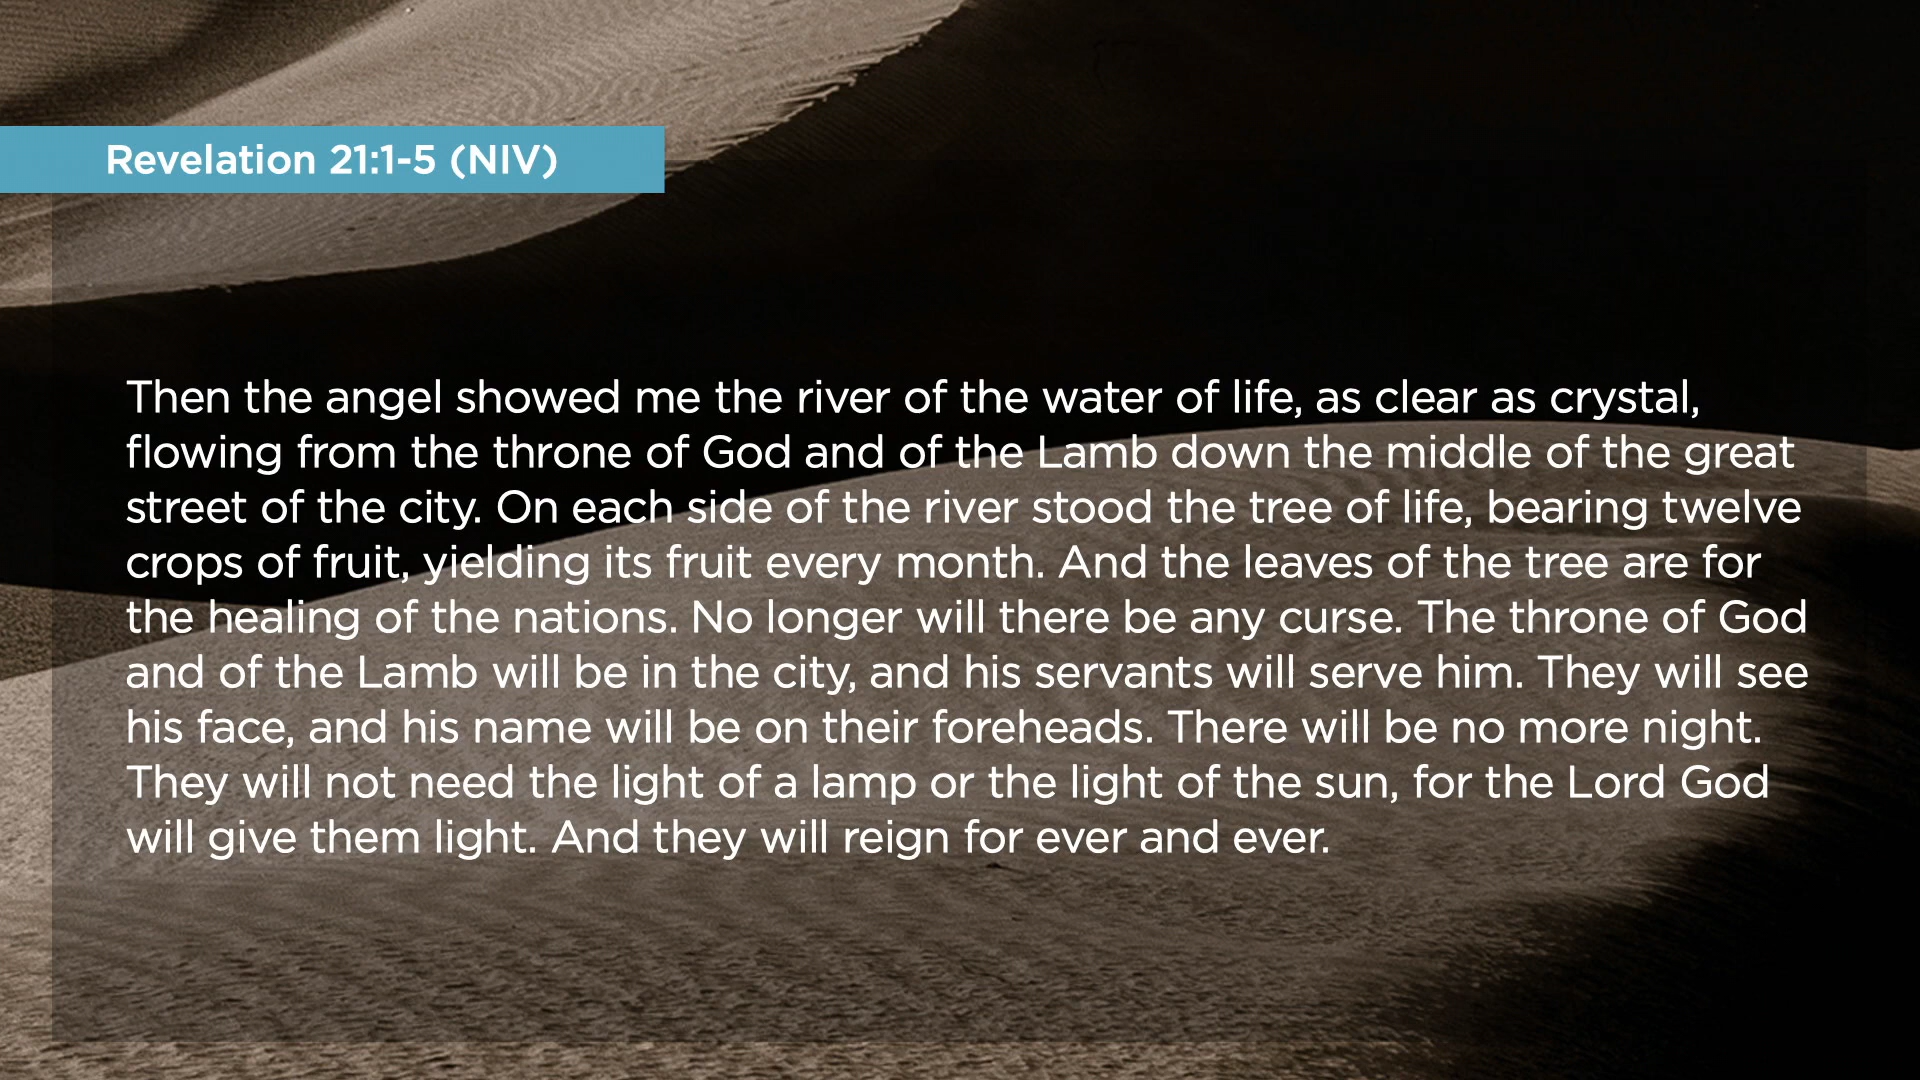 Revelation 21:1-5 (NIV)
Then the angel showed me the river of the water of life, as clear as crystal,
flowing from the throne of God and of the Lamb down the middle of the great
street of the city. On each side of the river stood the tree of life, bearing twelve
crops of fruit, yielding its fruit every month. And the leaves of the tree are for
the healing of the nations. No longer will there be any curse. The throne of God
and of the Lamb will be in the city, and his servants will serve him. They will see
his face, and his name will be on their foreheads. There will be no more night.
They will not need the light of a lamp or the light of the sun, for the Lord God
will give them light. And they will reign for ever and ever.